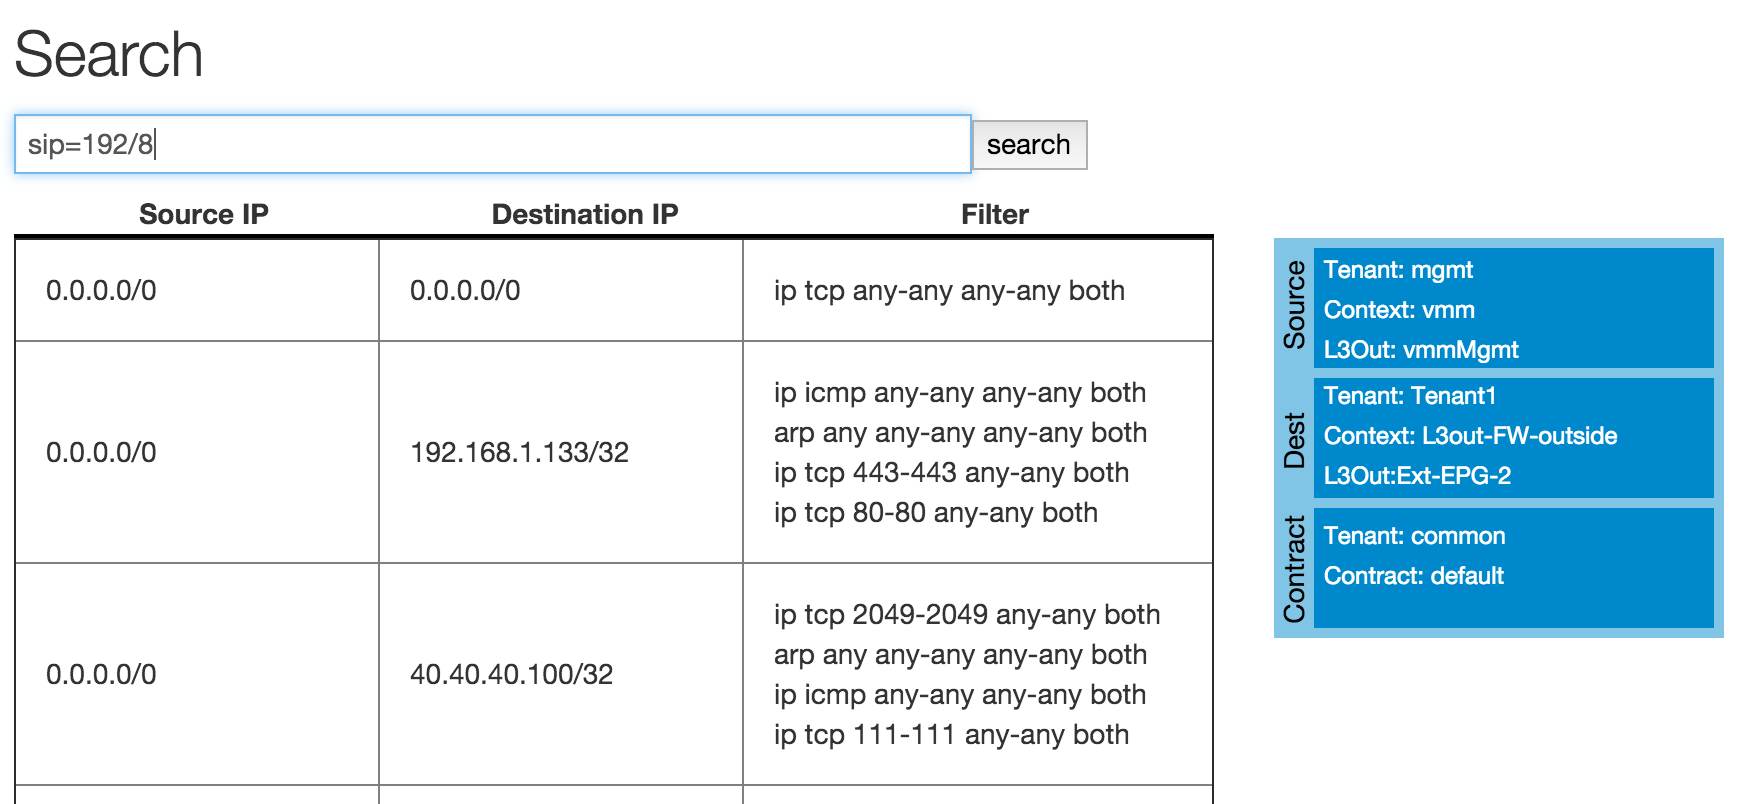 Search
sip=192/8
search
Source IP Destination IP Filter
0.0.0.0/0 0.0.0.0/0 ip tcp any-any any-any both
0.0.0.0/0 192.168.1.133/32
ip icmp any-any any-any both
arp any any-any any-any both
ip tcp 443-443 any-any both
ip tcp 80-80 any-any both
0.0.0.0/0 40.40.40.100/32
ip tcp 2049-2049 any-any both
arp any any-any any-any both
ip icmp any-any any-any both
ip tcp 111-111 any-any both
Source
Tenant: mgmt
Context: vmm
L3Out: vmmMgmt
Dest
Tenant: Tenant1
Context: L3out-FW-outside
L3Out:Ext-EPG-2
Contract
Tenant: common
Contract: default